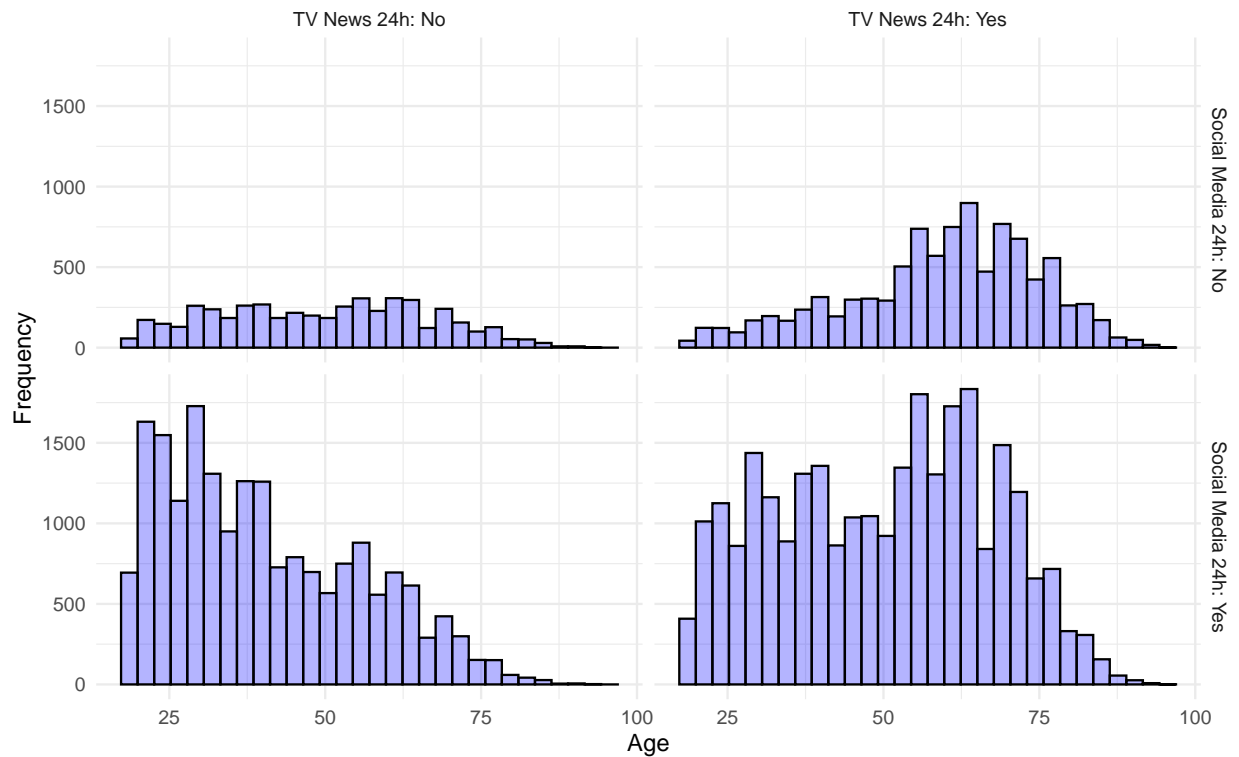 TV News 24h: No
TV News 24h: Yes
1500
1000
500
0
Social Media 24h: No
1500
1000
500
0
Social Media 24h: Yes
Frequency
25
50
75
100
25
50
75
100
Age